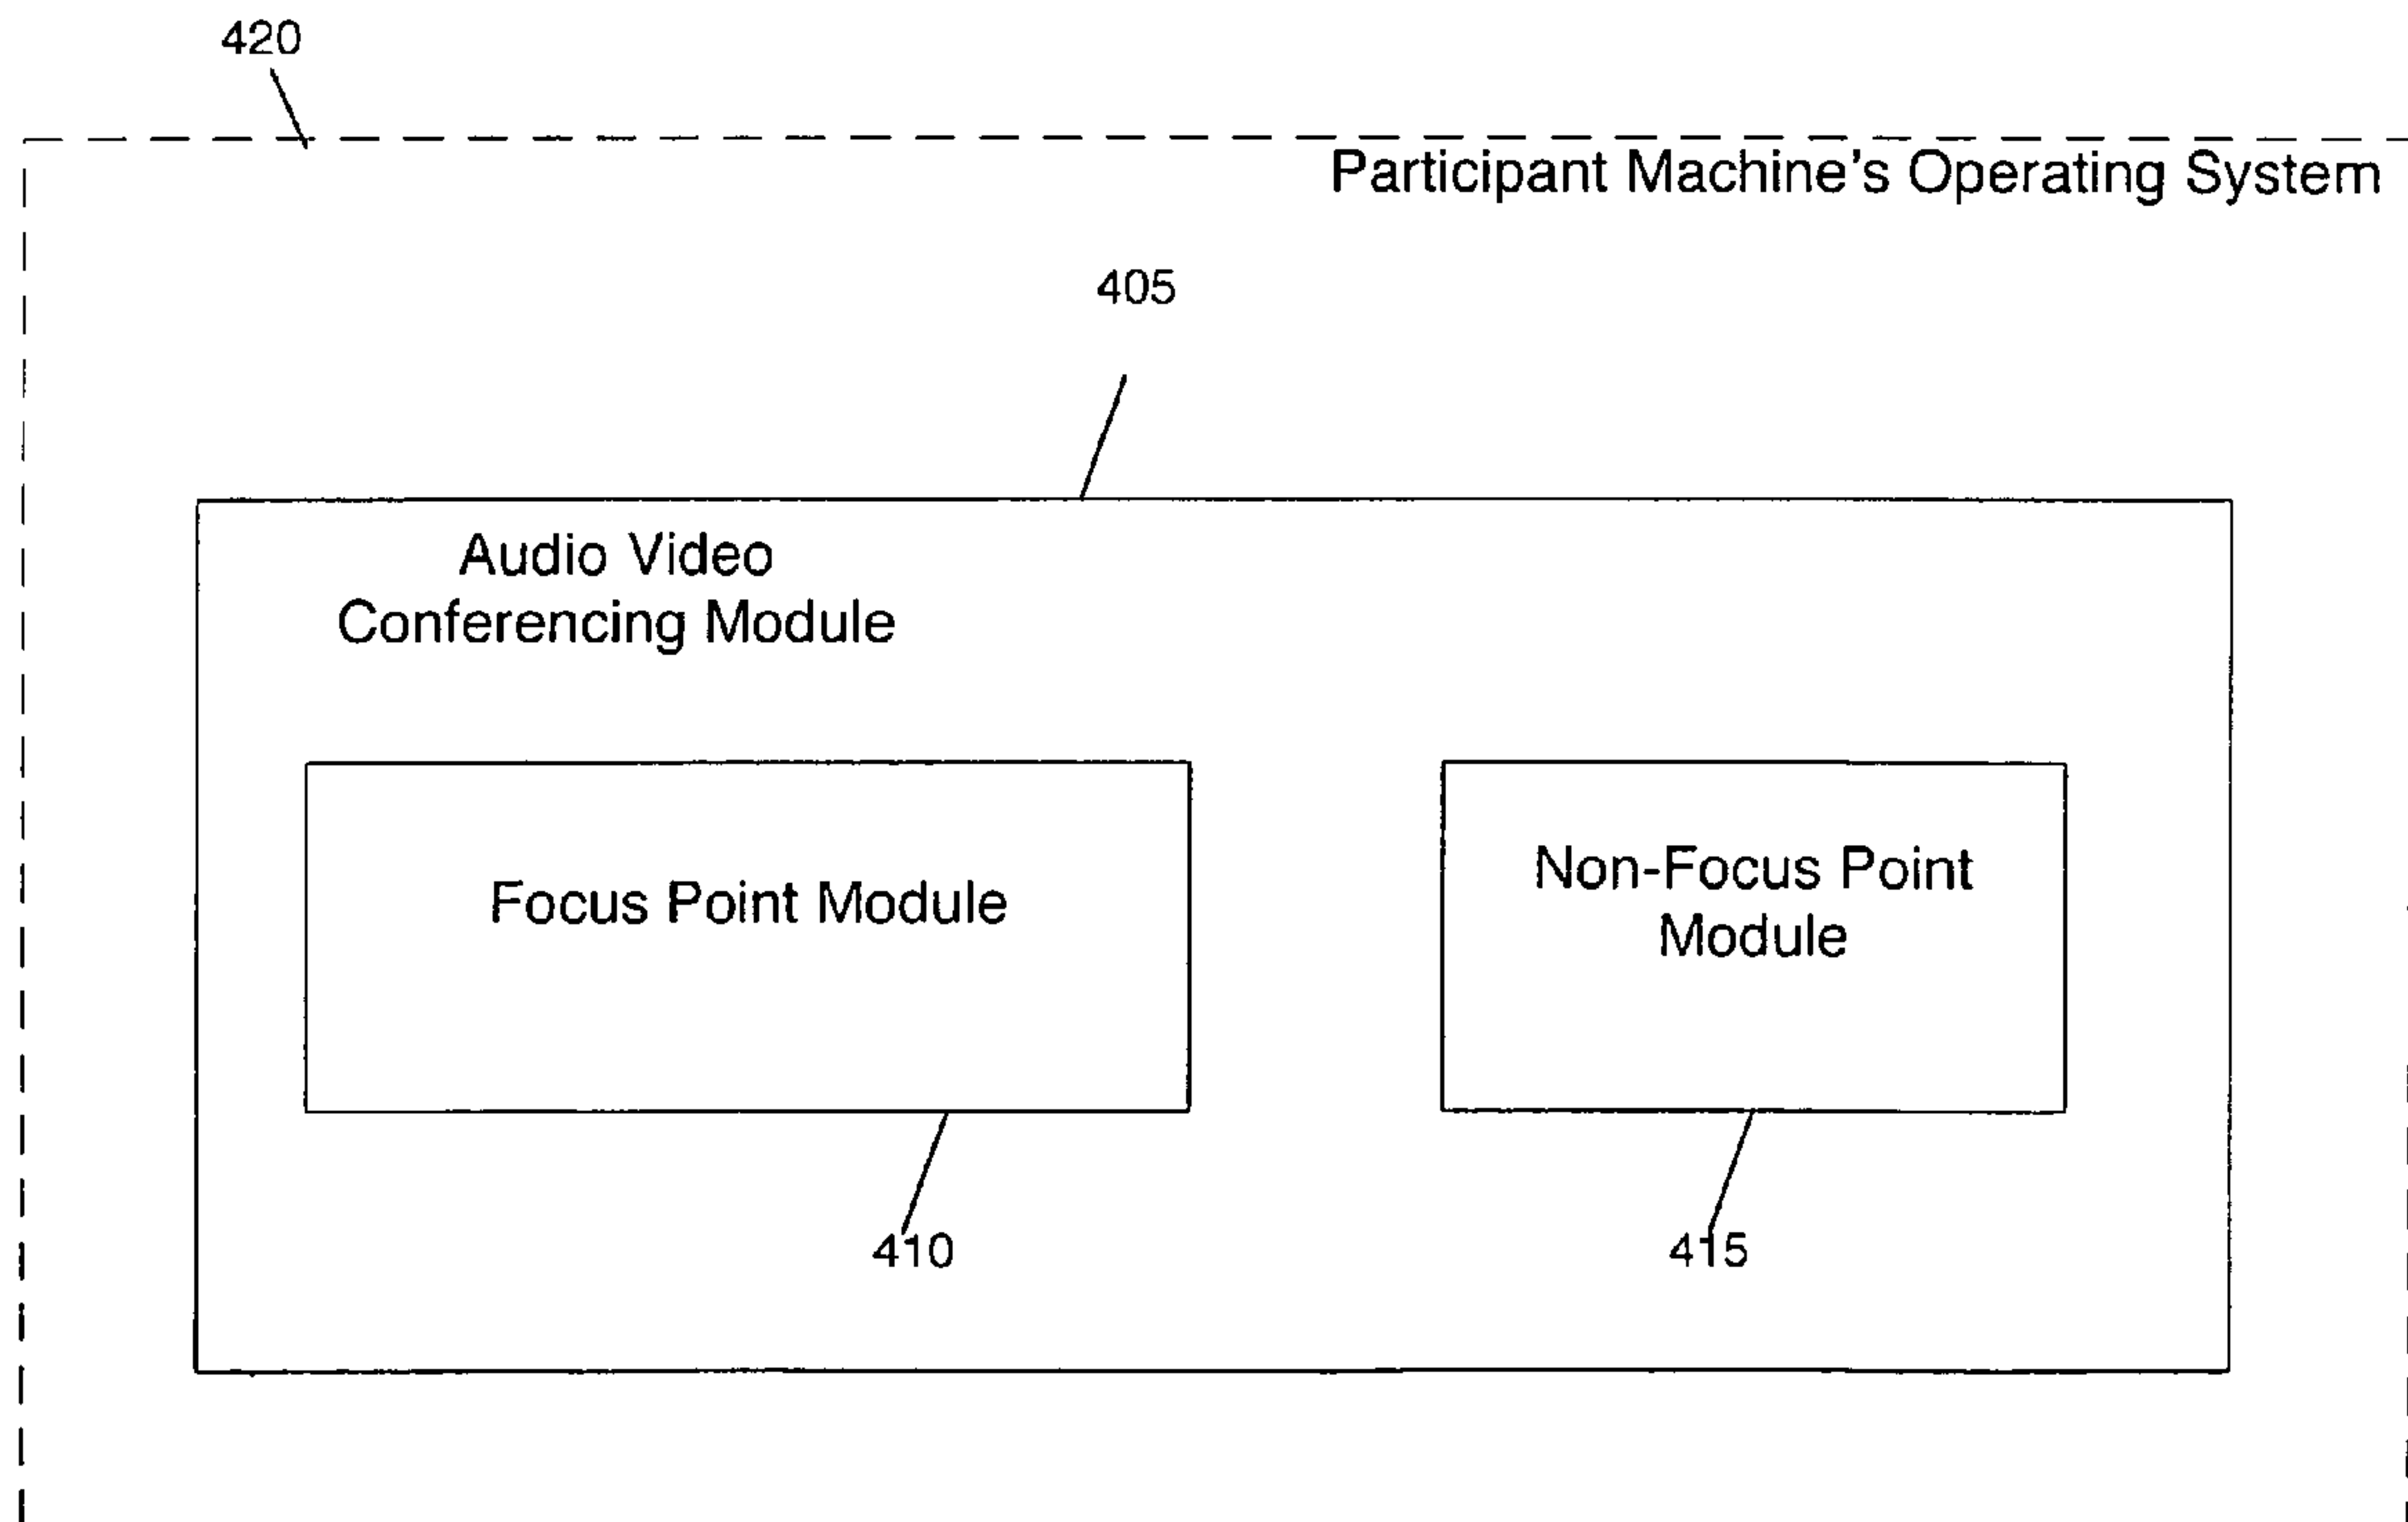 420
Participant Machine's Operating System
405
Audio Video
Conferencing Module
Focus Point Module
Non-Focus Point
Module
410
415